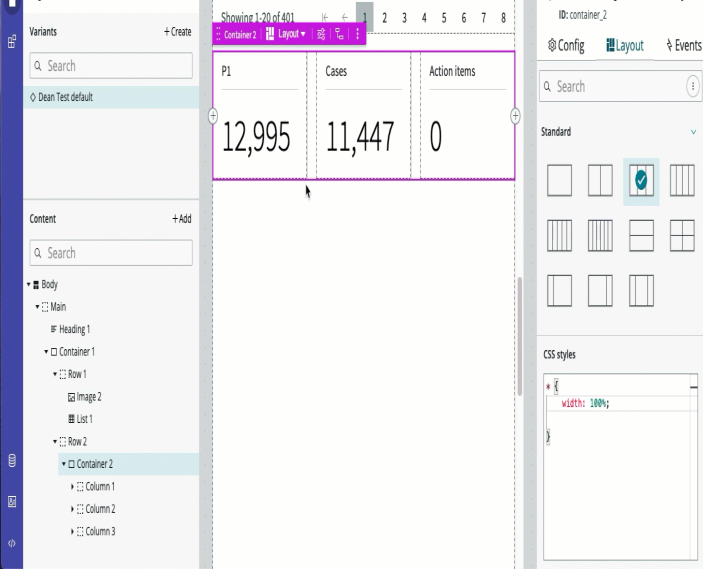 Variants
+ Create
Search
Dean Test default
Content
+ Add
Search
Body
Main
Heading 1
Container 1
Row 1
Image 2
List 1
Row 2
Container 2
Column 1
Column 2
Column 3
Showing 1-20 of 401
1 2 3 4 5 6 7 8
Container 2 Layout
P1 Cases Action items
12,995 11,447 0
ID: container_2
Config Layout Events
Search
Standard
CSS styles
* {
width: 100%;
}